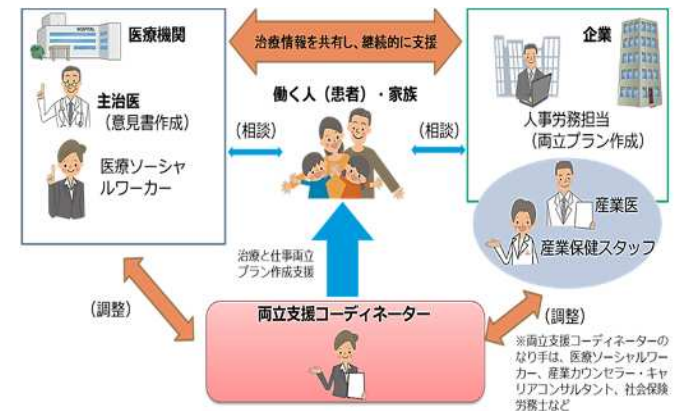 医療機関
HOSPITAL
主治医
（意見書作成）
医療ソーシャル
ワーカー
治療情報を共有し、継続的に支援
働く人（患者）・家族
（相談）
（相談）
企業
人事労務担当
（両立プラン作成）
産業医
産業保健スタッフ
治療と仕事両立
プラン作成支援
（調整）
両立支援コーディネーター
（調整）
※両立支援コーディネーターの
なり手は、医療ソーシャルワー
カー、産業カウンセラー・キャ
リアコンサルタント、社会保険
労務士など